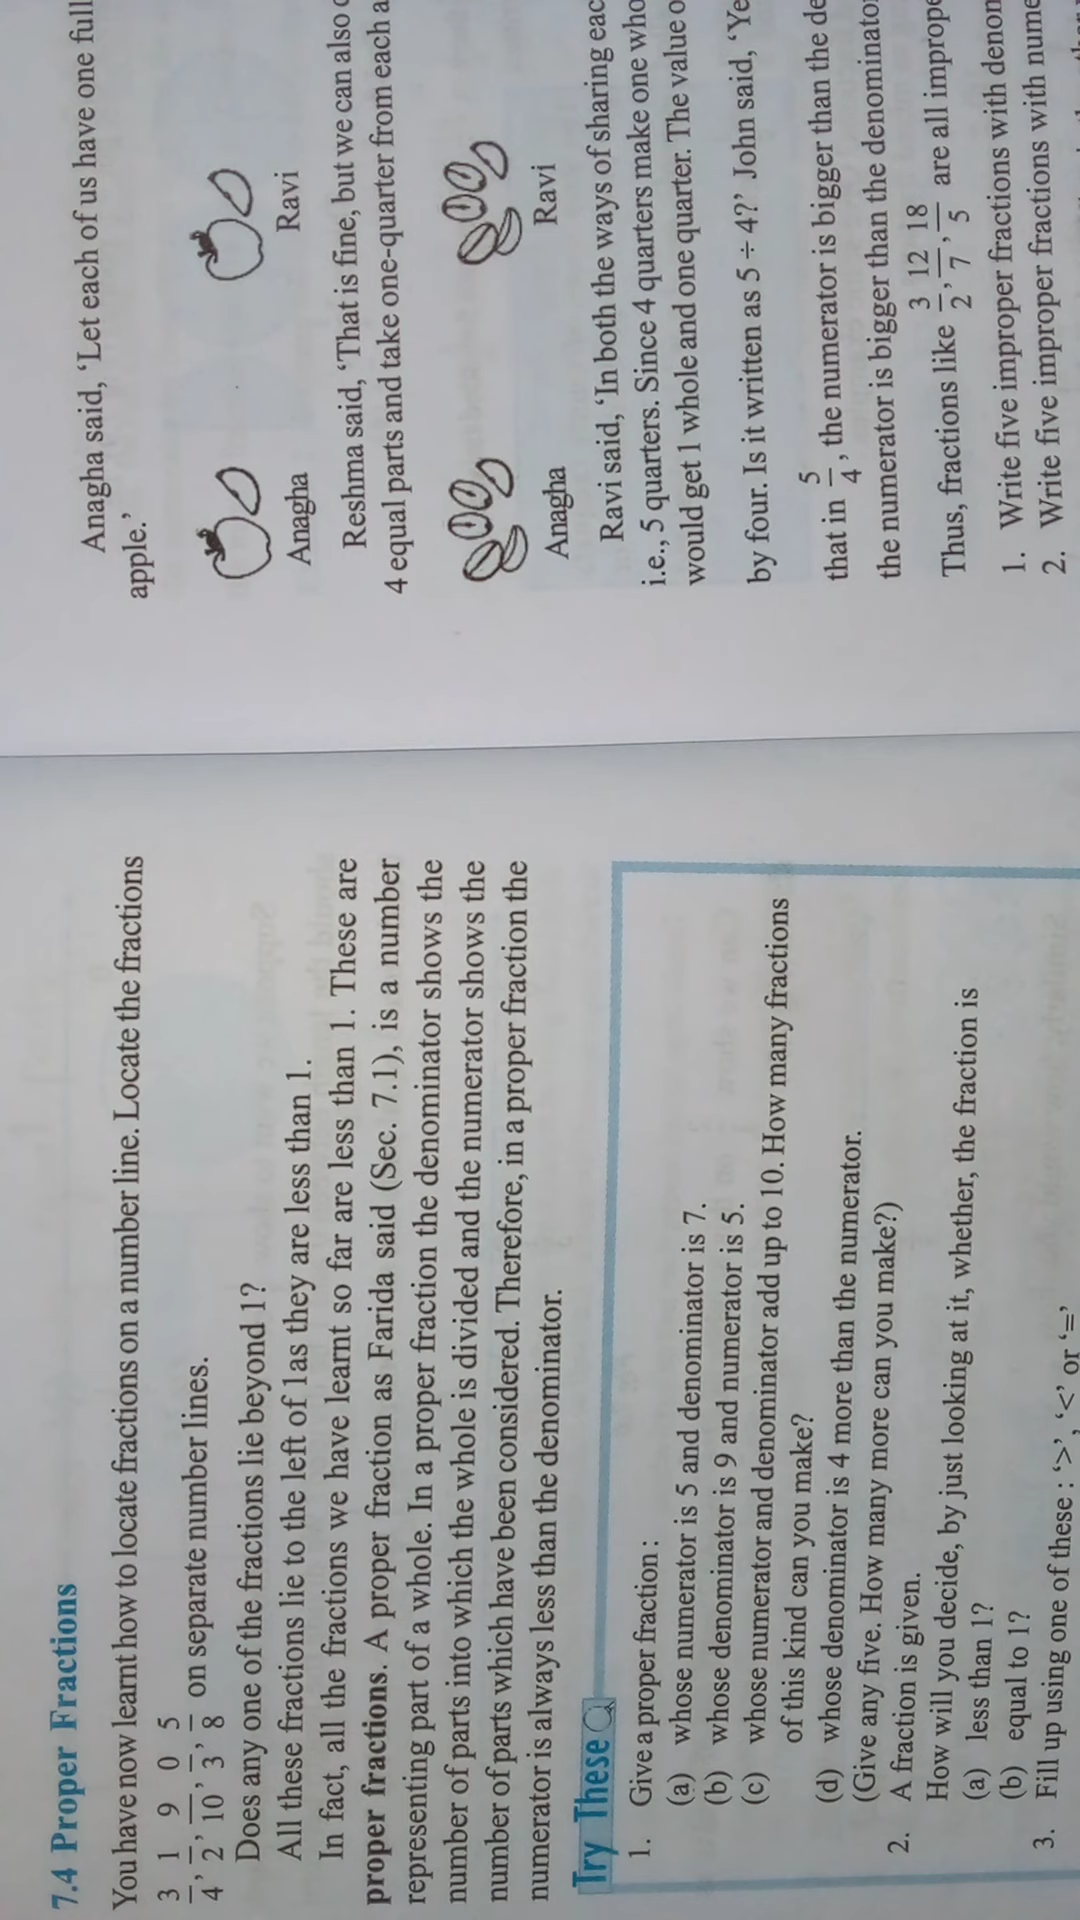 7.4 Proper Fractions
You have now learnt how to locate fractions on a number line. Locate the fractions
3/4, 1/2, 9/10, 0/3, 5/8 on separate number lines.
Does any one of the fractions lie beyond 1?
All these fractions lie to the left of 1as they are less than 1.
In fact, all the fractions we have learnt so far are less than 1. These are
proper fractions. A proper fraction as Farida said (Sec. 7.1), is a number
representing part of a whole. In a proper fraction the denominator shows the
number of parts into which the whole is divided and the numerator shows the
number of parts which have been considered. Therefore, in a proper fraction the
numerator is always less than the denominator.
Try These
1. Give a proper fraction :
(a) whose numerator is 5 and denominator is 7.
(b) whose denominator is 9 and numerator is 5.
(c) whose numerator and denominator add up to 10. How many fractions
of this kind can you make?
(d) whose denominator is 4 more than the numerator.
(Give any five. How many more can you make?)
2. A fraction is given.
How will you decide, by just looking at it, whether, the fraction is
(a) less than 1?
(b) equal to 1?
3. Fill up using one of these : ‘>’, ‘<’ or ‘=’
Anagha said, ‘Let each of us have one full
apple.’
Anagha Ravi
Reshma said, ‘That is fine, but we can also
4 equal parts and take one-quarter from each
Anagha Ravi
Ravi said, ‘In both the ways of sharing eac
i.e., 5 quarters. Since 4 quarters make one who
would get 1 whole and one quarter. The value o
by four. Is it written as 5 ÷ 4?’ John said, ‘Ye
that in 5/4, the numerator is bigger than the de
the numerator is bigger than the denominator
Thus, fractions like 3/2, 12/7, 18/5 are all imprope
1. Write five improper fractions with denom
2. Write five improper fractions with nume